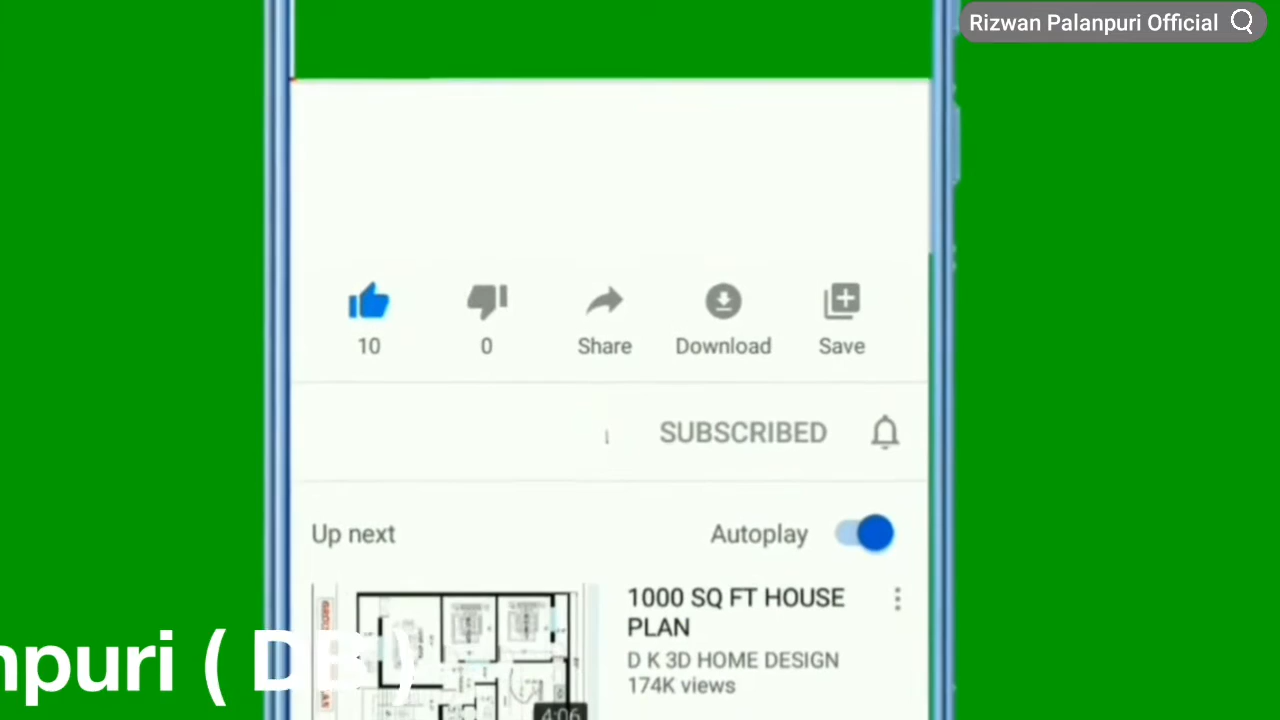 Rizwan Palanpuri Official
10
0
Share
Download
Save
SUBSCRIBED
Up next
Autoplay
1000 SQ FT HOUSE
PLAN
D K 3D HOME DESIGN
174K views
4:06
npuri ( DB )